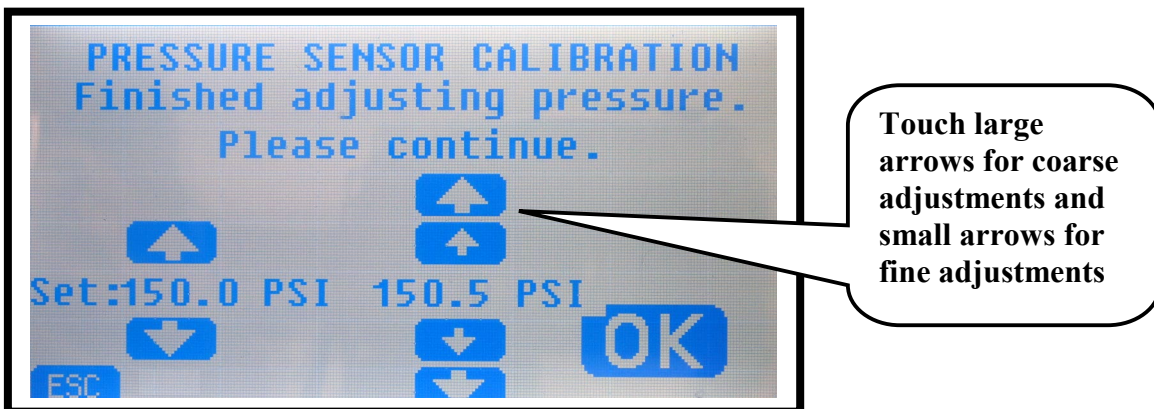 PRESSURE SENSOR CALIBRATION
Finished adjusting pressure.
Please continue.
Set:150.0 PSI 150.5 PSI
OK
ESC
Touch large
arrows for coarse
adjustments and
small arrows for
fine adjustments